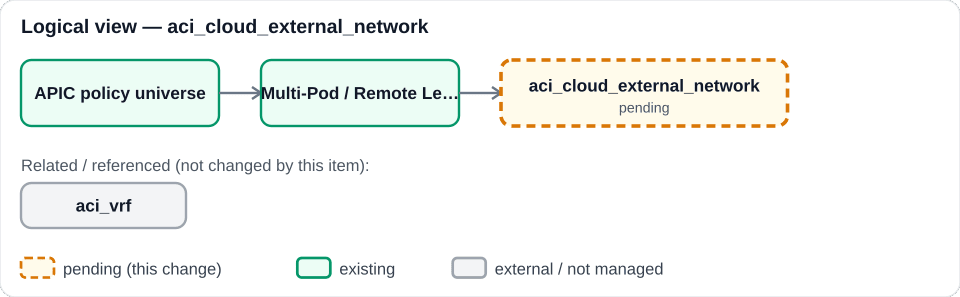 Logical view — aci_cloud_external_network
APIC policy universe
Multi-Pod / Remote Le…
aci_cloud_external_network
pending
Related / referenced (not changed by this item):
aci_vrf
pending (this change)
existing
external / not managed